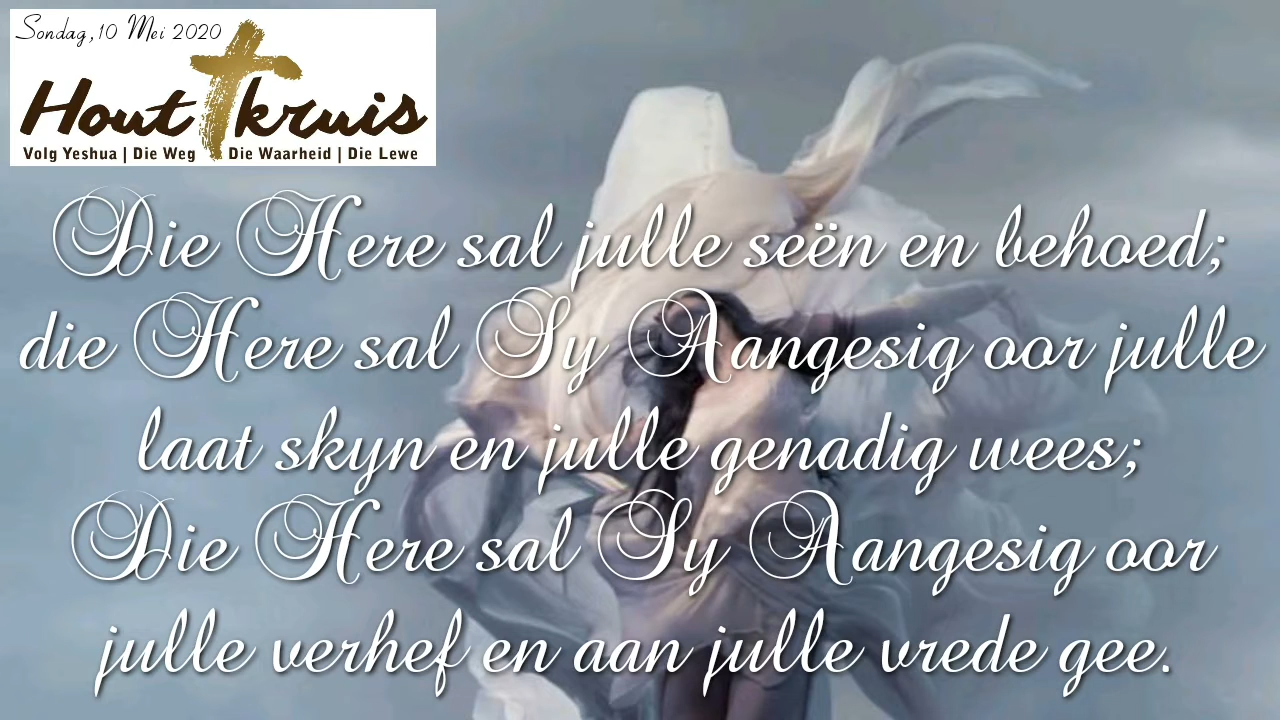 Sondag, 10 Mei 2020
Houtkruis
Volg Yeshua | Die Weg Die Waarheid | Die Lewe
Die Here sal julle seën en behoed;
die Here sal Sy Aangesig oor julle
laat skyn en julle genadig wees;
Die Here sal Sy Aangesig oor
julle verhef en aan julle vrede gee.